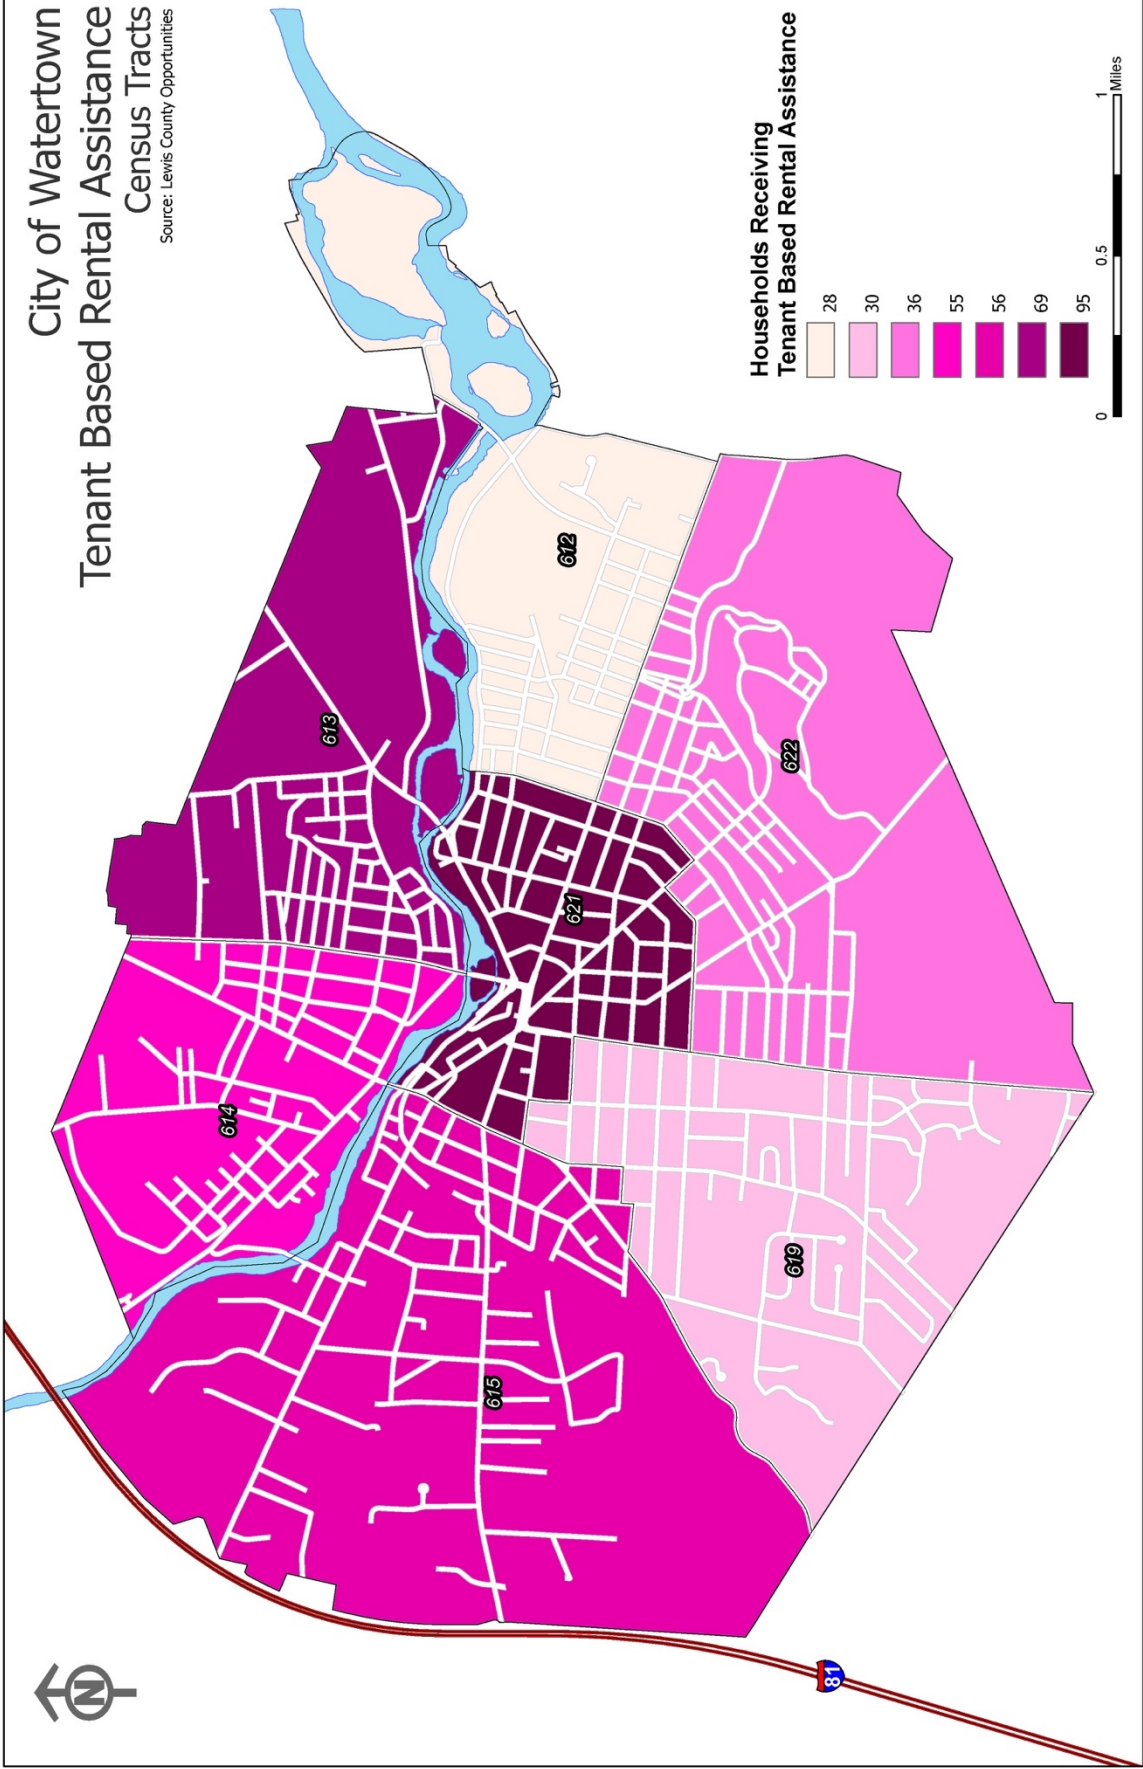 City of Watertown
Tenant Based Rental Assistance
Census Tracts
Source: Lewis County Opportunities
N
614
613
615
621
612
619
622
81
Households Receiving
Tenant Based Rental Assistance
28
30
36
55
56
69
95
0
0.5
1
Miles